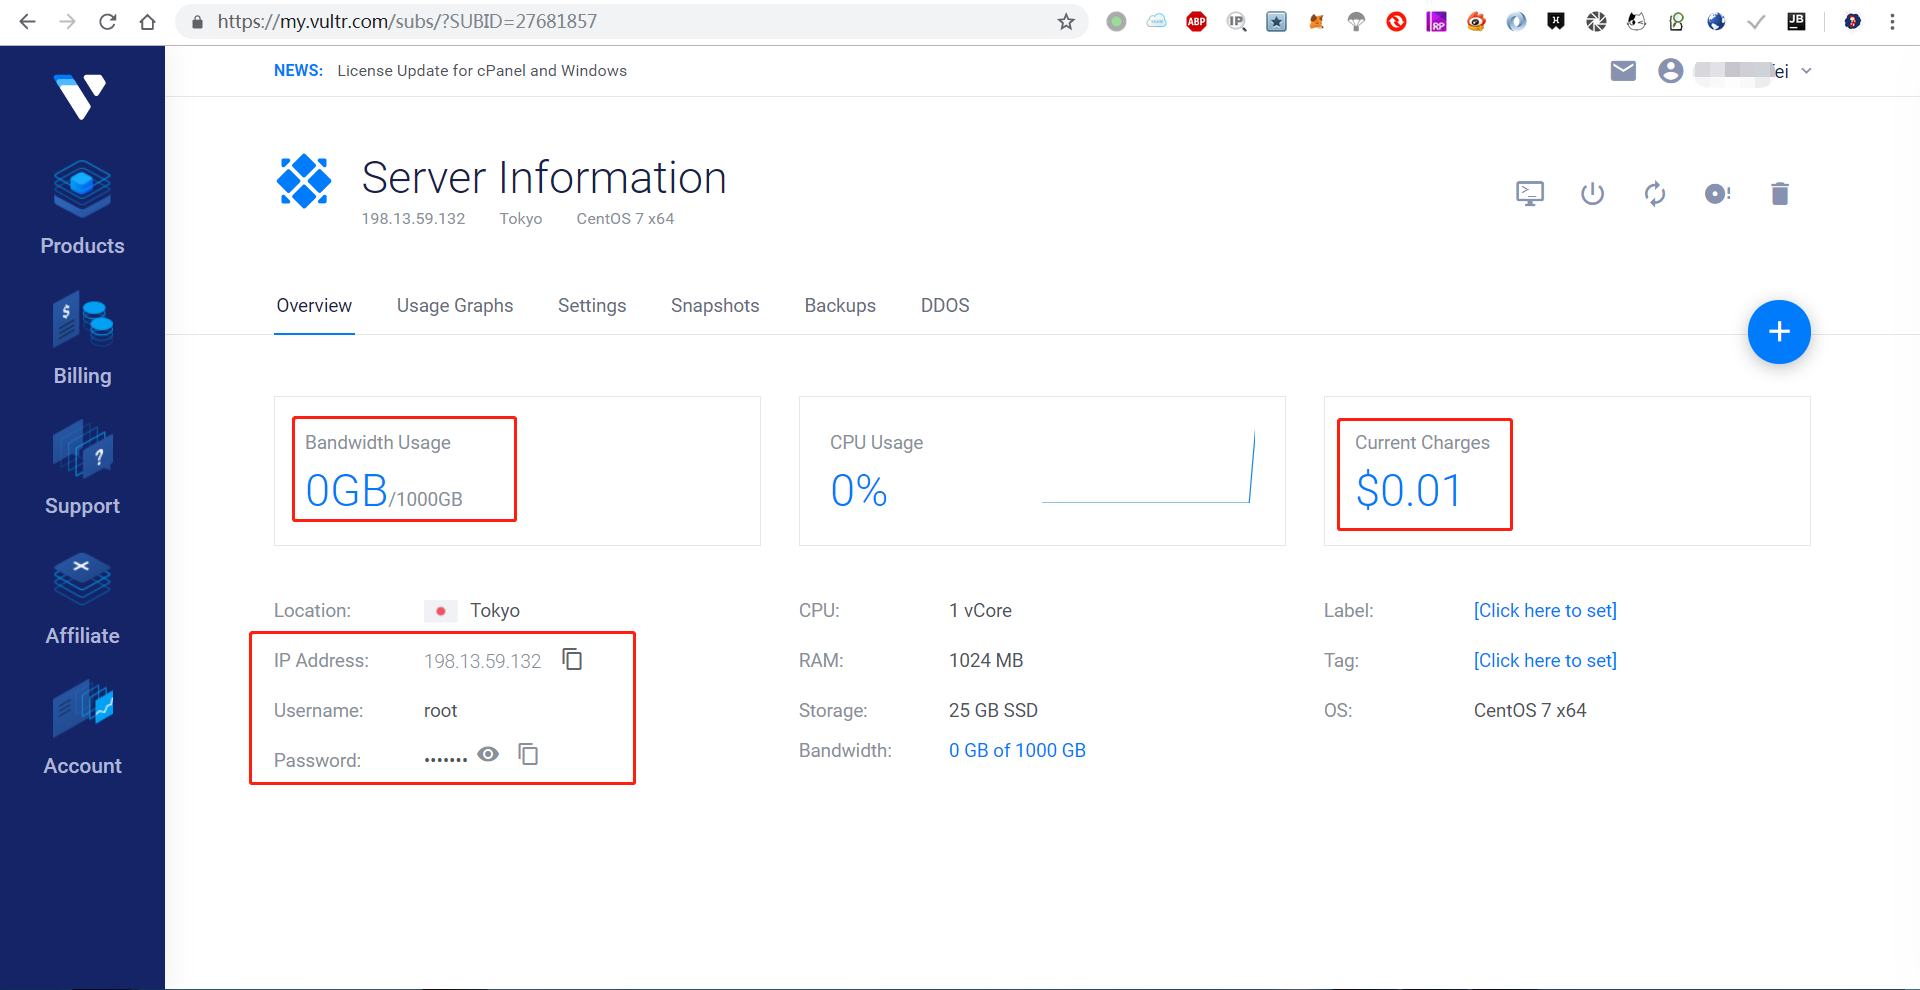 https://my.vultr.com/subs/?SUBID=27681857
ABP
IP
RP
JB
NEWS: License Update for cPanel and Windows
ei
Server Information
198.13.59.132 Tokyo CentOS 7 x64
Products
Billing
Support
Affiliate
Account
Overview Usage Graphs Settings Snapshots Backups DDOS
+
Bandwidth Usage
0GB/1000GB
CPU Usage
0%
Current Charges
$0.01
Location: Tokyo
IP Address: 198.13.59.132
Username: root
Password: •••••••
CPU: 1 vCore
RAM: 1024 MB
Storage: 25 GB SSD
Bandwidth: 0 GB of 1000 GB
Label: [Click here to set]
Tag: [Click here to set]
OS: CentOS 7 x64